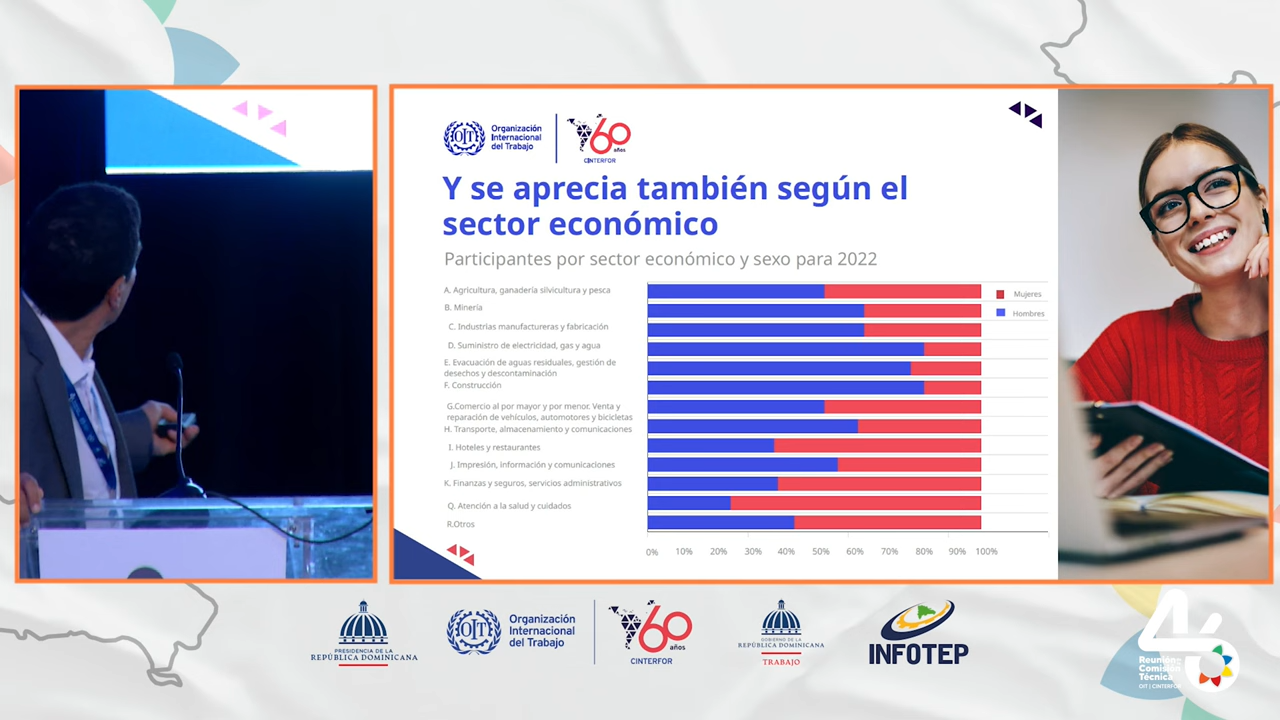 OIT
Organización
Internacional
del Trabajo
60
años
CINTERFOR
Y se aprecia también según el
sector económico
Participantes por sector económico y sexo para 2022
A. Agricultura, ganadería silvicultura y pesca
B. Minería
C. Industrias manufactureras y fabricación
D. Suministro de electricidad, gas y agua
E. Evacuación de aguas residuales, gestión de
desechos y descontaminación
F. Construcción
G.Comercio al por mayor y por menor. Venta y
reparación de vehículos, automotores y bicicletas
H. Transporte, almacenamiento y comunicaciones
I. Hoteles y restaurantes
J. Impresión, información y comunicaciones
K. Finanzas y seguros, servicios administrativos
Q. Atención a la salud y cuidados
R.Otros
Mujeres
Hombres
0% 10% 20% 30% 40% 50% 60% 70% 80% 90% 100%
PRESIDENCIA DE LA
REPÚBLICA DOMINICANA
OIT
Organización
Internacional
del Trabajo
60
años
CINTERFOR
GOBIERNO DE LA
REPÚBLICA DOMINICANA
TRABAJO
INFOTEP
46
Reunión
Comisión
Técnica
OIT | CINTERFOR